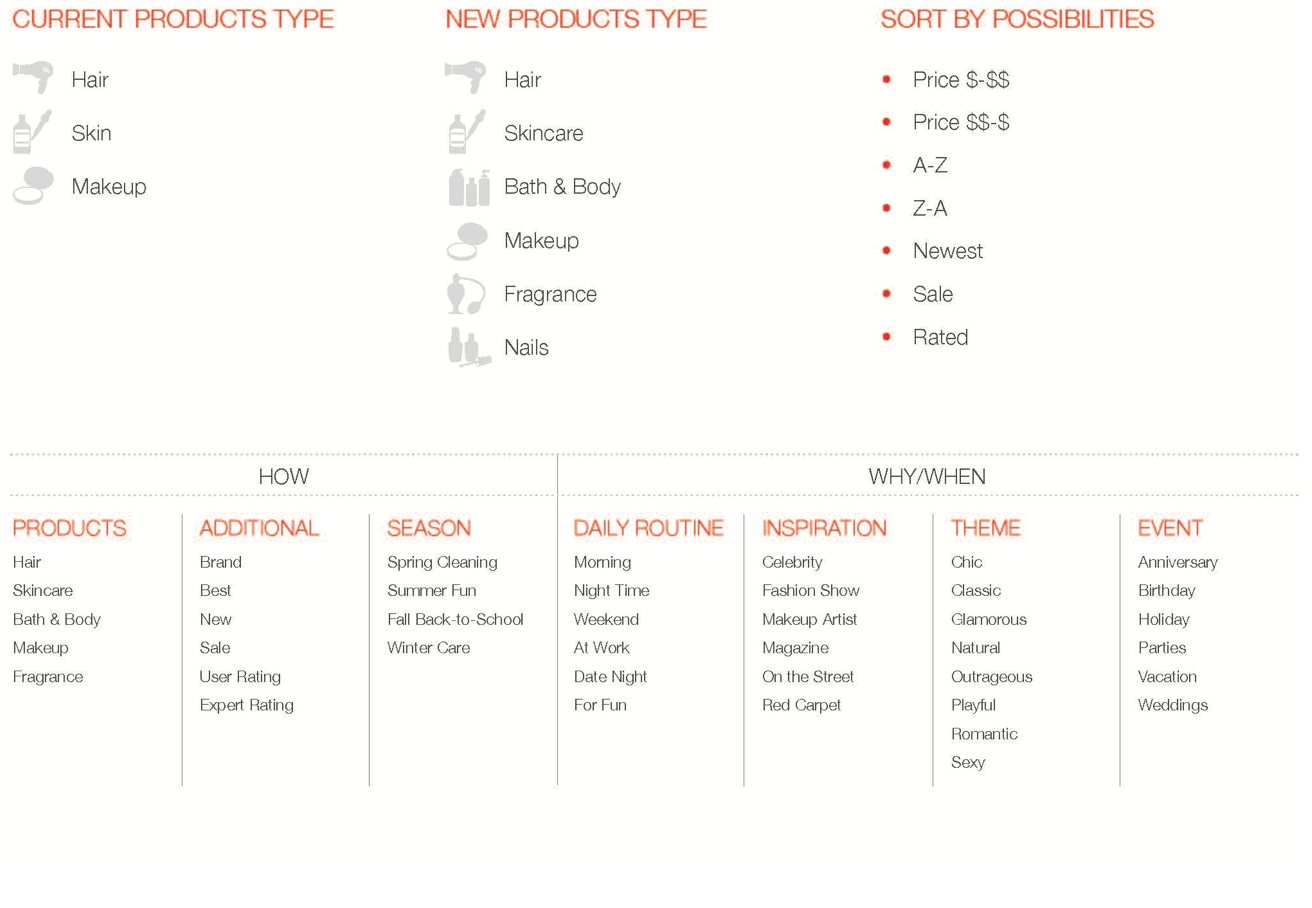 CURRENT PRODUCTS TYPE
Hair
Skin
Makeup
NEW PRODUCTS TYPE
Hair
Skincare
Bath & Body
Makeup
Fragrance
Nails
SORT BY POSSIBILITIES
Price $-$$
Price $$-$
A-Z
Z-A
Newest
Sale
Rated
HOW
PRODUCTS
Hair
Skincare
Bath & Body
Makeup
Fragrance
ADDITIONAL
Brand
Best
New
Sale
User Rating
Expert Rating
SEASON
Spring Cleaning
Summer Fun
Fall Back-to-School
Winter Care
WHY/WHEN
DAILY ROUTINE
Morning
Night Time
Weekend
At Work
Date Night
For Fun
INSPIRATION
Celebrity
Fashion Show
Makeup Artist
Magazine
On the Street
Red Carpet
THEME
Chic
Classic
Glamorous
Natural
Outrageous
Playful
Romantic
Sexy
EVENT
Anniversary
Birthday
Holiday
Parties
Vacation
Weddings